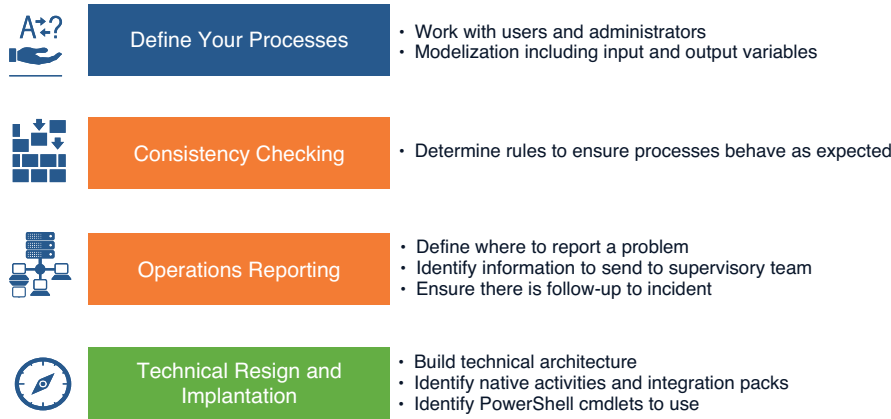 A ?
Define Your Processes
• Work with users and administrators
• Modelization including input and output variables
Consistency Checking
• Determine rules to ensure processes behave as expected
Operations Reporting
• Define where to report a problem
• Identify information to send to supervisory team
• Ensure there is follow-up to incident
Technical Resign and
Implantation
• Build technical architecture
• Identify native activities and integration packs
• Identify PowerShell cmdlets to use